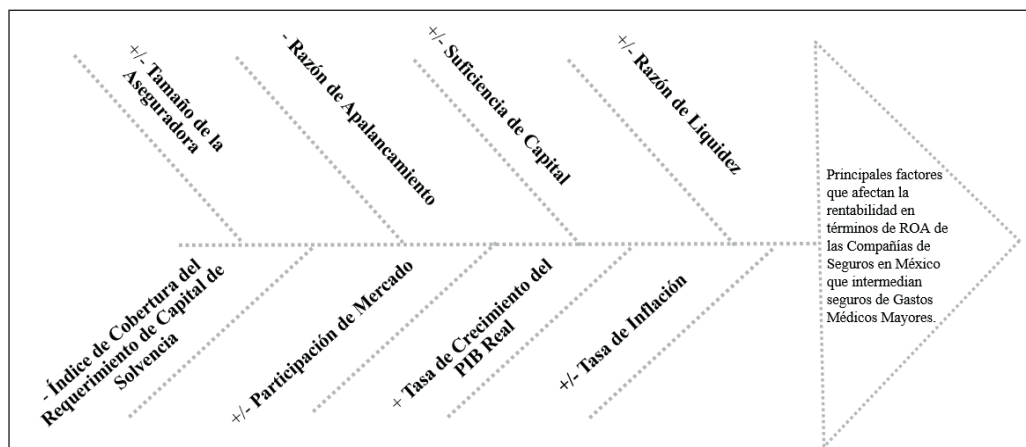 +/- Tamaño de la
Aseguradora
- Razón de Apalancamiento
+/- Suficiencia de Capital
+/- Razón de Liquidez
Principales factores
que afectan la
rentabilidad en
términos de ROA de
las Compañías de
Seguros en México
que intermedian
seguros de Gastos
Médicos Mayores.
- Índice de Cobertura del
Requerimiento de Capital de
Solvencia
+/- Participación de Mercado
+ Tasa de Crecimiento del
PIB Real
+/- Tasa de Inflación